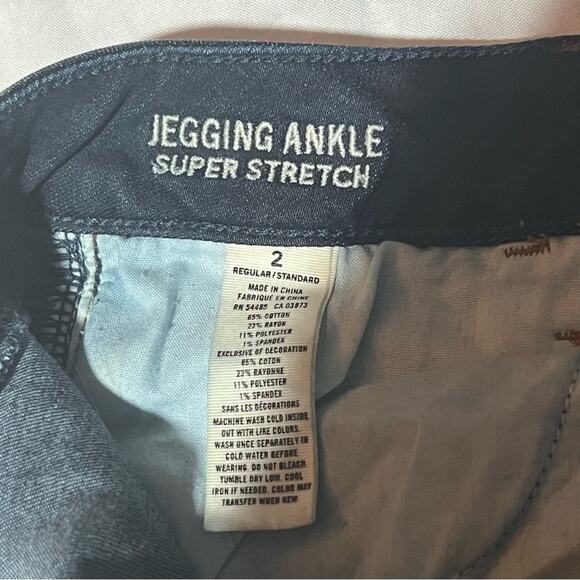 JEGGING ANKLE
SUPER STRETCH
2
REGULAR/STANDARD
MADE IN CHINA
FABRIQUÉ EN CHINE
RN 54485 CA 03873
65% COTTON
23% RAYON
11% POLYESTER
1% SPANDEX
EXCLUSIVE OF DECORATION
65% COTON
23% RAYONNE
11% POLYESTER
1% SPANDEX
SANS LES DÉCORATIONS
MACHINE WASH COLD INSIDE
OUT WITH LIKE COLORS.
WASH ONCE SEPARATELY IN
COLD WATER BEFORE
WEARING. DO NOT BLEACH.
TUMBLE DRY LOW. COOL
IRON IF NEEDED. COLOR MAY
TRANSFER WHEN NEW.